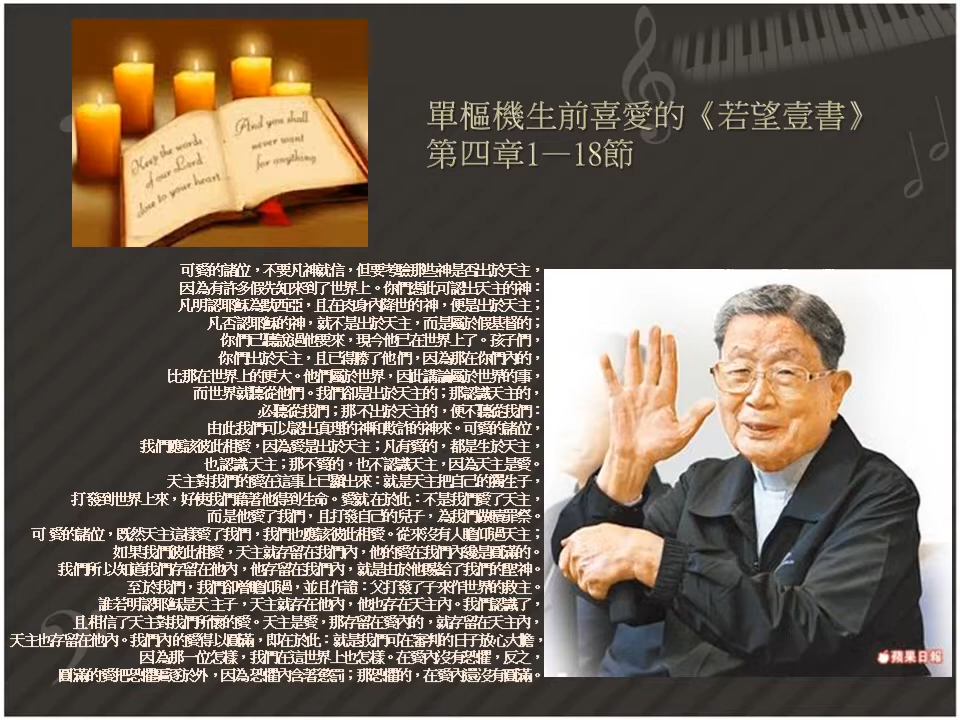 Keep the words
of our Lord
close to your heart
And you shall
never want
for anything
單樞機生前喜愛的《若望壹書》
第四章1—18節
可愛的諸位，不要凡神就信，但要考驗那些神是否出於天主，
因為有許多假先知來到了世界上。你們憑此可認出天主的神：
凡明認耶穌為默西亞，且在肉身內降世的神，便是出於天主；
凡否認耶穌的神，就不是出於天主，而是屬於假基督的；
你們已聽說過他要來，現今他已在世界上了。孩子們，
你們出於天主，且已得勝了他們，因為那在你們內的，
比那在世界上的更大。他們屬於世界，因此講論屬於世界的事，
而世界就聽從他們。我們卻是出於天主的；那認識天主的，
必聽從我們；那不出於天主的，便不聽從我們：
由此我們可以認出真理的神和欺詐的神來。可愛的諸位，
我們應該彼此相愛，因為愛是出於天主；凡有愛的，都是生於天主，
也認識天主；那不愛的，也不認識天主，因為天主是愛。
天主對我們的愛在這事上已顯出來：就是天主把自己的獨生子，
打發到世界上來，好使我們藉著他得到生命。愛就在於此：不是我們愛了天主，
而是他愛了我們，且打發自己的兒子，為我們做贖罪祭。
可愛的諸位，既然天主這樣愛了我們，我們也應該彼此相愛。從來沒有人瞻仰過天主；
如果我們彼此相愛，天主就存留在我們內，他的愛在我們內纔是圓滿的。
我們所以知道我們存留在他內，他存留在我們內，就是由於他賜給了我們的聖神。
至於我們，我們卻曾瞻仰過，並且作證：父打發了子來作世界的救主。
誰若明認耶穌是天主子，天主就存在他內，他也存在天主內。我們認識了，
且相信了天主對我們所懷的愛。天主是愛，那存留在愛內的，就存留在天主內，
天主也存留在他內。我們內的愛得以圓滿，即在於此：就是我們可在審判的日子放心大膽，
因為那一位怎樣，我們在這世界上也怎樣。在愛內沒有恐懼，反之，
圓滿的愛把恐懼驅逐於外，因為恐懼內含著懲罰；那恐懼的，在愛內還沒有圓滿。
蘋果日報